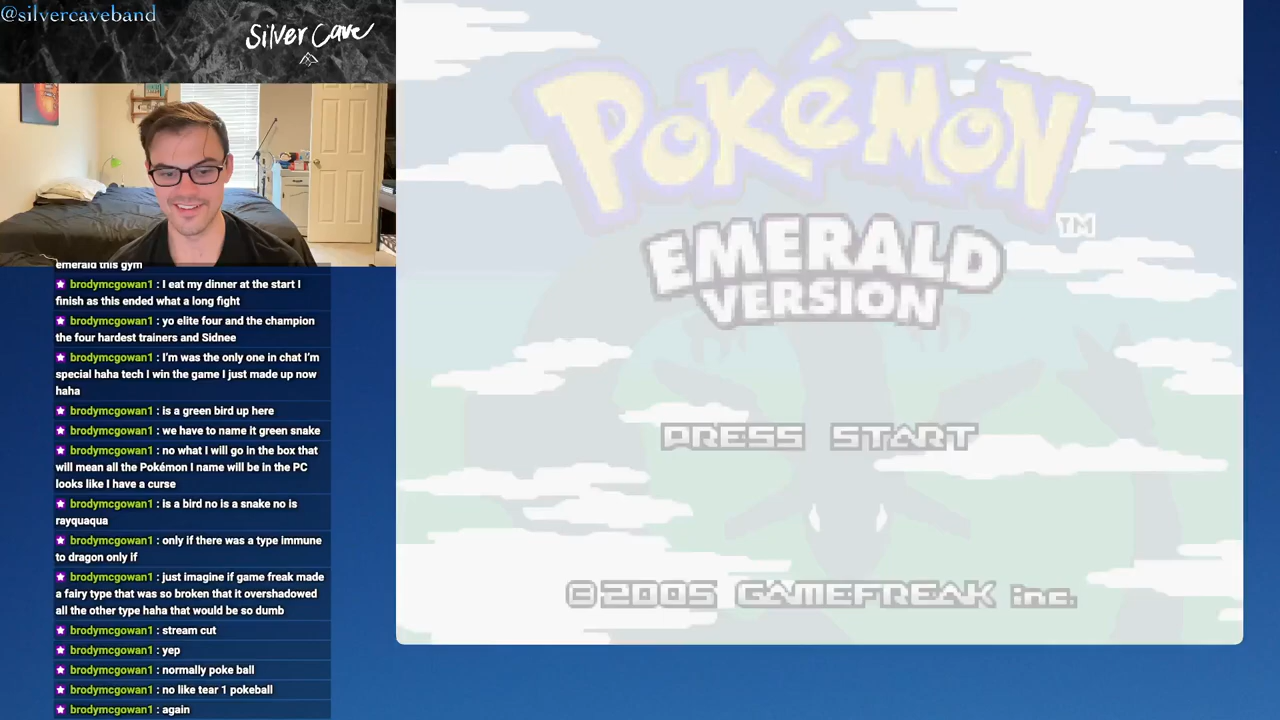 @silvercaveband
Silver Cave
emerald this gym
brodymcgowan1 : I eat my dinner at the start I
finish as this ended what a long fight
brodymcgowan1 : yo elite four and the champion
the four hardest trainers and Sidnee
brodymcgowan1 : I'm was the only one in chat I'm
special haha tech I win the game I just made up now
haha
brodymcgowan1 : is a green bird up here
brodymcgowan1 : we have to name it green snake
brodymcgowan1 : no what I will go in the box that
will mean all the Pokémon I name will be in the PC
looks like I have a curse
brodymcgowan1 : is a bird no is a snake no is
rayquaqua
brodymcgowan1 : only if there was a type immune
to dragon only if
brodymcgowan1 : just imagine if game freak made
a fairy type that was so broken that it overshadowed
all the other type haha that would be so dumb
brodymcgowan1 : stream cut
brodymcgowan1 : yep
brodymcgowan1 : normally poke ball
brodymcgowan1 : no like tear 1 pokeball
brodymcgowan1 : again
POKéMON
TM
EMERALD
VERSION
PRESS START
©2005 GAMEFREAK inc.